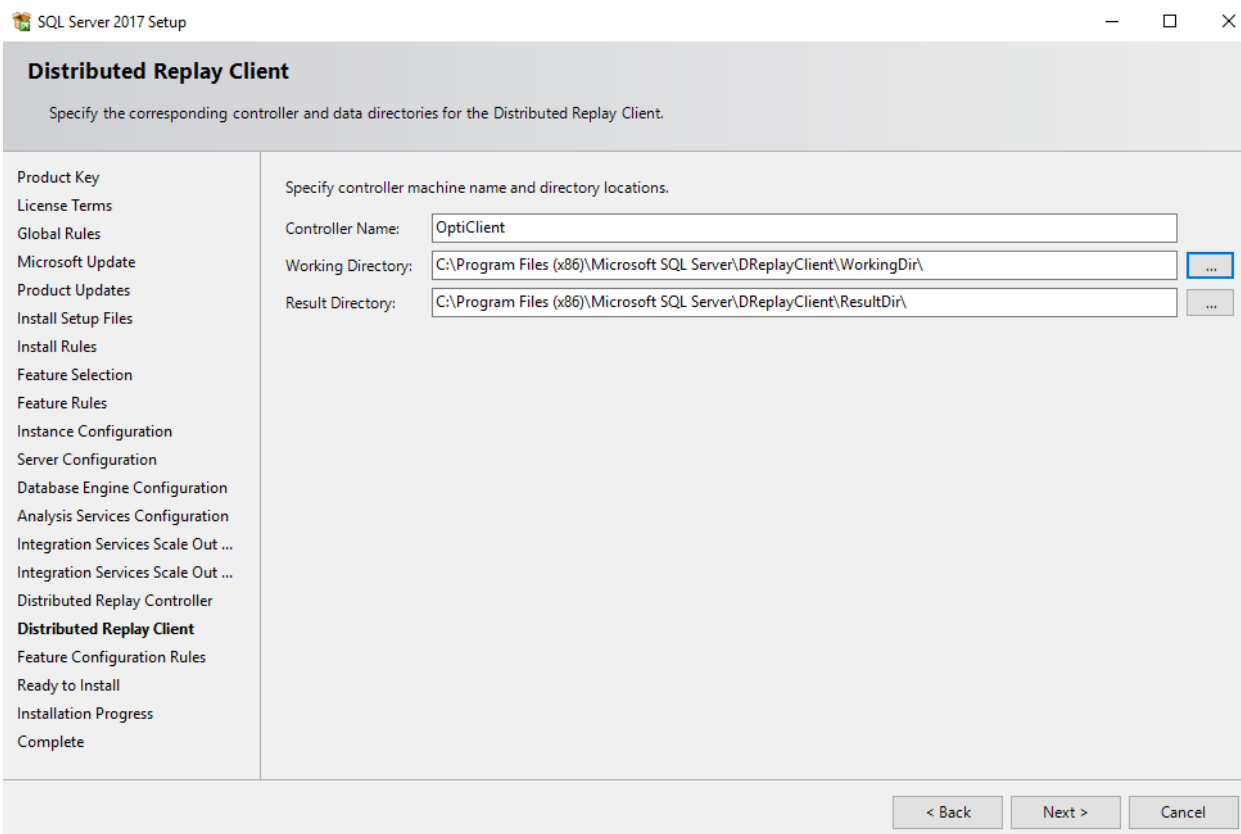 SQL Server 2017 Setup
Distributed Replay Client
Specify the corresponding controller and data directories for the Distributed Replay Client.
Product Key
License Terms
Global Rules
Microsoft Update
Product Updates
Install Setup Files
Install Rules
Feature Selection
Feature Rules
Instance Configuration
Server Configuration
Database Engine Configuration
Analysis Services Configuration
Integration Services Scale Out ...
Integration Services Scale Out ...
Distributed Replay Controller
Distributed Replay Client
Feature Configuration Rules
Ready to Install
Installation Progress
Complete
Specify controller machine name and directory locations.
Controller Name: OptiClient
Working Directory: C:\Program Files (x86)\Microsoft SQL Server\DReplayClient\WorkingDir\ ...
Result Directory: C:\Program Files (x86)\Microsoft SQL Server\DReplayClient\ResultDir\ ...
< Back Next > Cancel